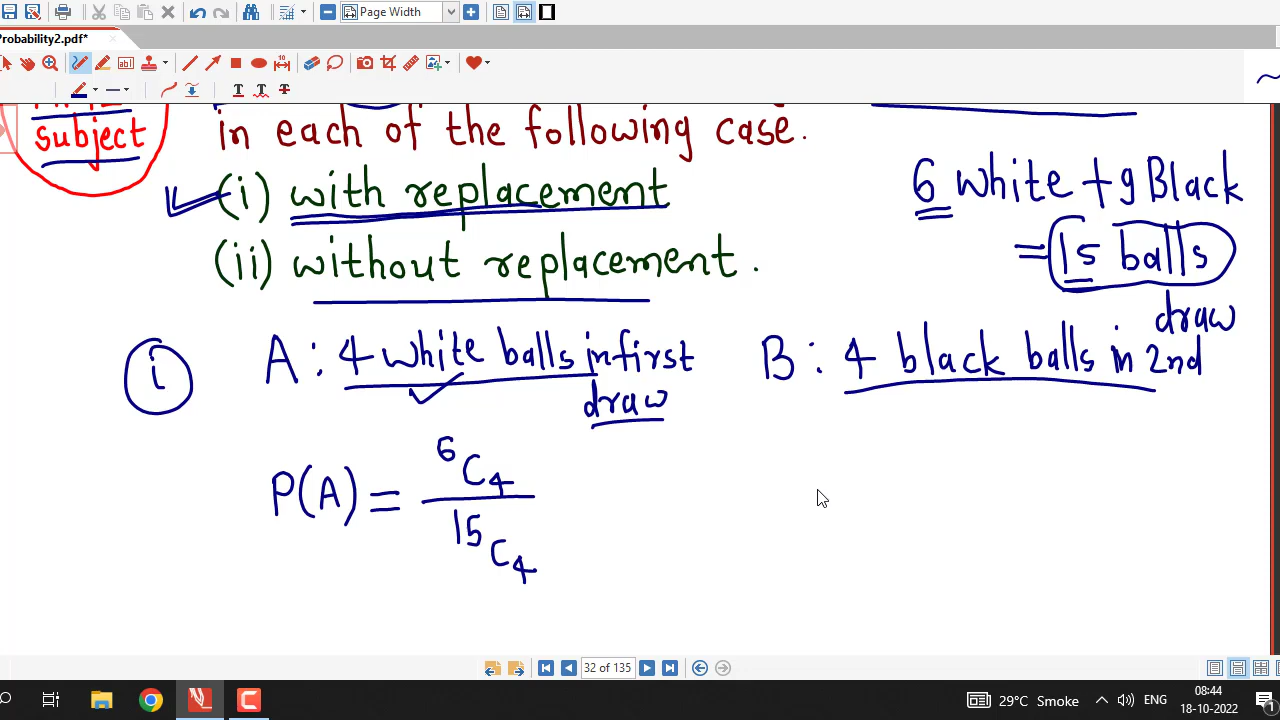 Page Width
Probability2.pdf*
subject
in each of the following case.
(i) with replacement
(ii) without replacement.
6 White + 9 Black
= 15 balls
i
A : 4 white balls in first
draw
B : 4 black balls in 2nd
draw
P(A) = 6C4
15C4
32 of 135
29°C Smoke
ENG
08:44
18-10-2022
1